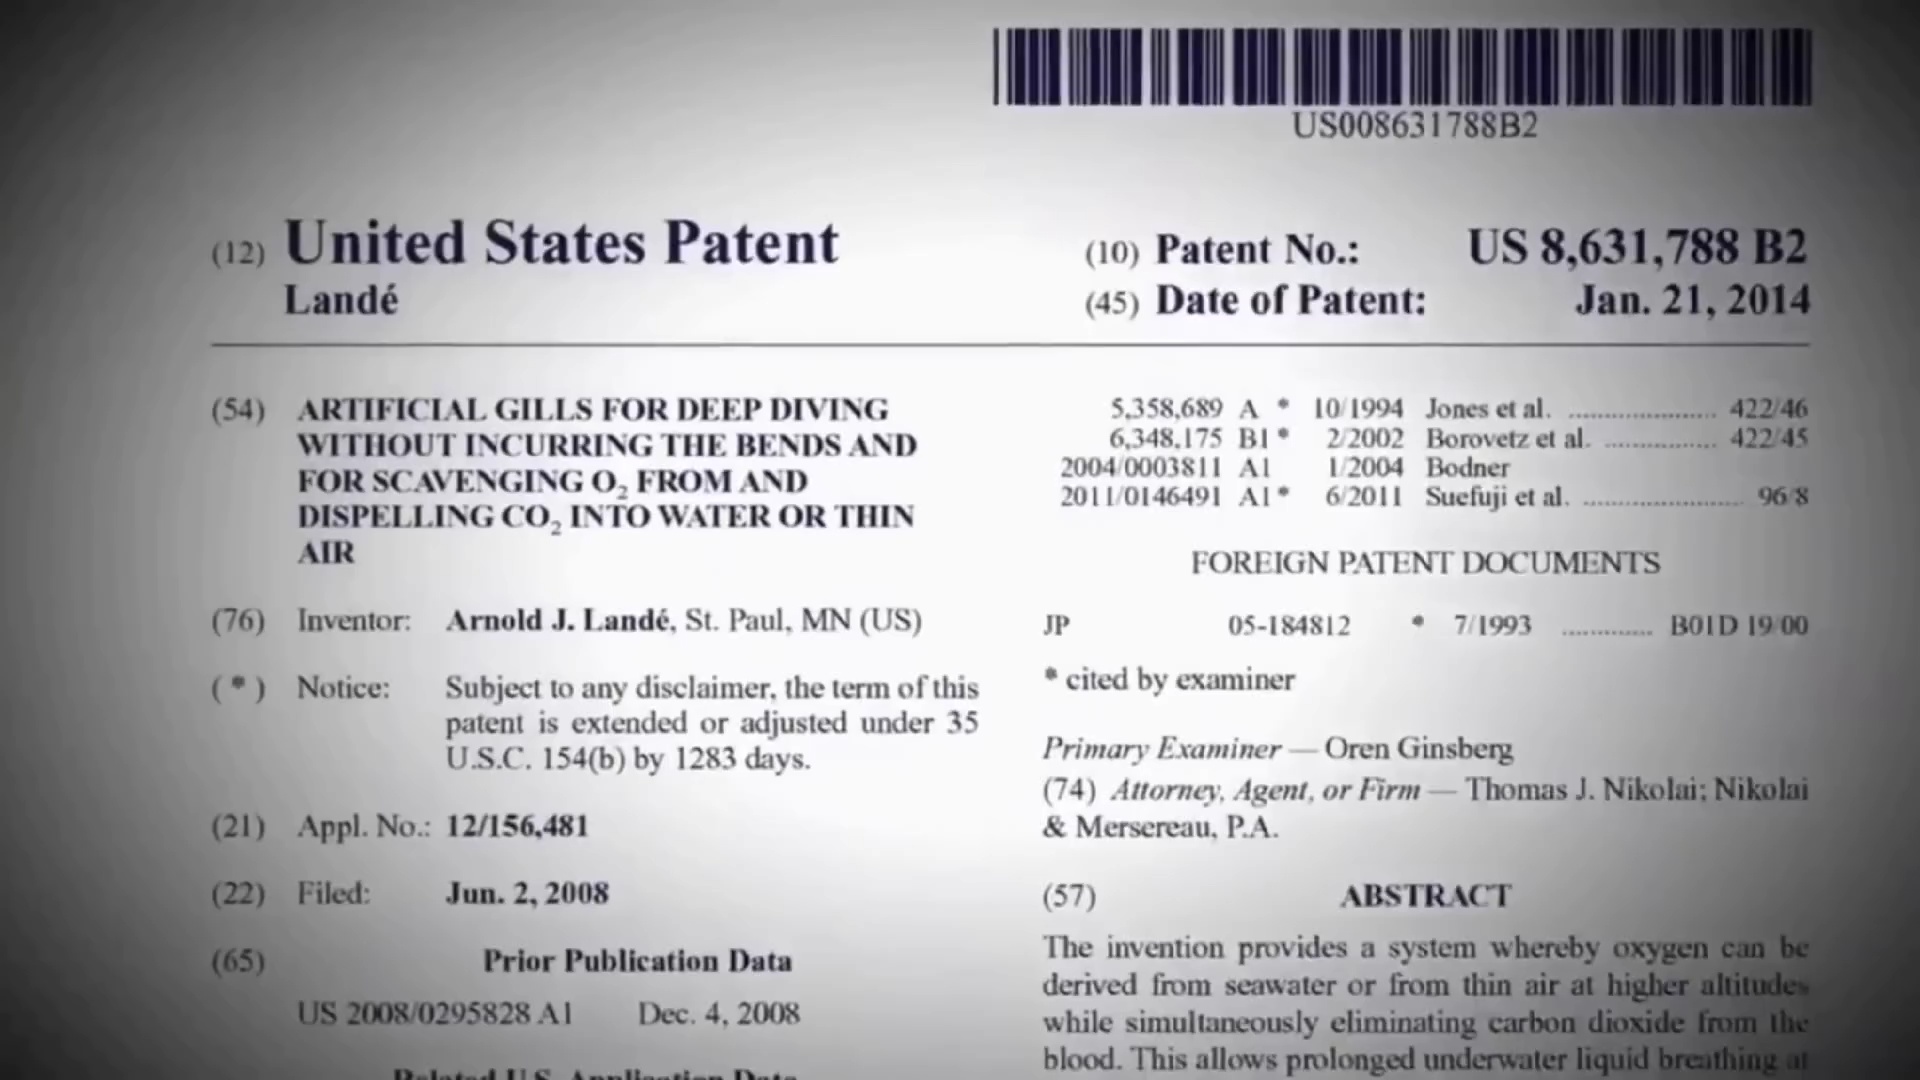 US008631788B2
(12) United States Patent
Landé
(10) Patent No.: US 8,631,788 B2
(45) Date of Patent: Jan. 21, 2014
(54) ARTIFICIAL GILLS FOR DEEP DIVING
WITHOUT INCURRING THE BENDS AND
FOR SCAVENGING O2 FROM AND
DISPELLING CO2 INTO WATER OR THIN
AIR
(76) Inventor: Arnold J. Landé, St. Paul, MN (US)
( * ) Notice: Subject to any disclaimer, the term of this
patent is extended or adjusted under 35
U.S.C. 154(b) by 1283 days.
(21) Appl. No.: 12/156,481
(22) Filed: Jun. 2, 2008
(65) Prior Publication Data
US 2008/0295828 A1 Dec. 4, 2008
Related U.S. Application Data
5,358,689 A * 10/1994 Jones et al. .................... 422/46
6,348,175 B1 * 2/2002 Borovetz et al. ............... 422/45
2004/0003811 A1 1/2004 Bodner
2011/0146491 A1 * 6/2011 Suefuji et al. ..................... 96/8
FOREIGN PATENT DOCUMENTS
JP 05-184812 * 7/1993 ............. B01D 19/00
* cited by examiner
Primary Examiner — Oren Ginsberg
(74) Attorney, Agent, or Firm — Thomas J. Nikolai; Nikolai
& Mersereau, P.A.
(57) ABSTRACT
The invention provides a system whereby oxygen can be
derived from seawater or from thin air at higher altitudes
while simultaneously eliminating carbon dioxide from the
blood. This allows prolonged underwater liquid breathing at